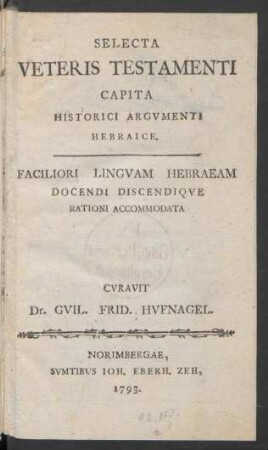 SELECTA
VETERIS TESTAMENTI
CAPITA
HISTORICI ARGVMENTI
HEBRAICE.
FACILIORI LINGVAM HEBRAEAM
DOCENDI DISCENDIQVE
RATIONI ACCOMMODATA
CVRAVIT
Dr. GVIL. FRID. HVFNAGEL.
NORIMBERGAE,
SVMTIBUS IOH. EBERH. ZEH,
1793.